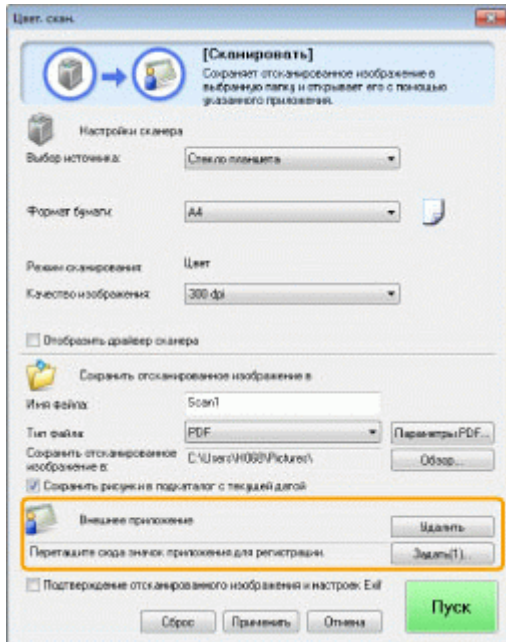 Цвет. скан.
[Сканировать]
Сохраняет отсканированное изображение в
выбранную папку и открывает его с помощью
указанного приложения.
Настройки сканера
Выбор источника: Стекло планшета
Формат бумаги: A4
Режим сканирования: Цвет
Качество изображения: 300 dpi
Отобразить драйвер сканера
Сохранить отсканированное изображение в
Имя файла: Scan1
Тип файла: PDF Параметры PDF...
Сохранить отсканированное
изображение в: C:\Users\HOGB\Pictures\ Обзор...
Сохранить рисунки в подкаталог с текущей датой
Внешнее приложение Удалить
Перетащите сюда значок приложения для регистрации. Задать(1)...
Подтверждение отсканированного изображения и настроек Exif
Пуск
Сброс Применить Отмена